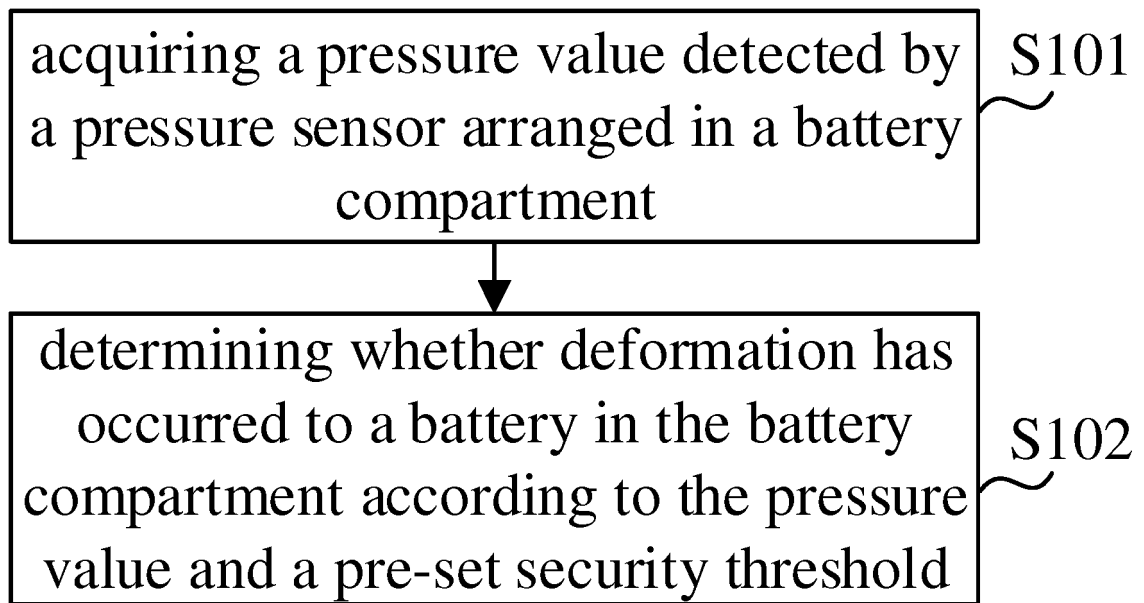 acquiring a pressure value detected by
a pressure sensor arranged in a battery
compartment
S101
determining whether deformation has
occurred to a battery in the battery
compartment according to the pressure
value and a pre-set security threshold
S102